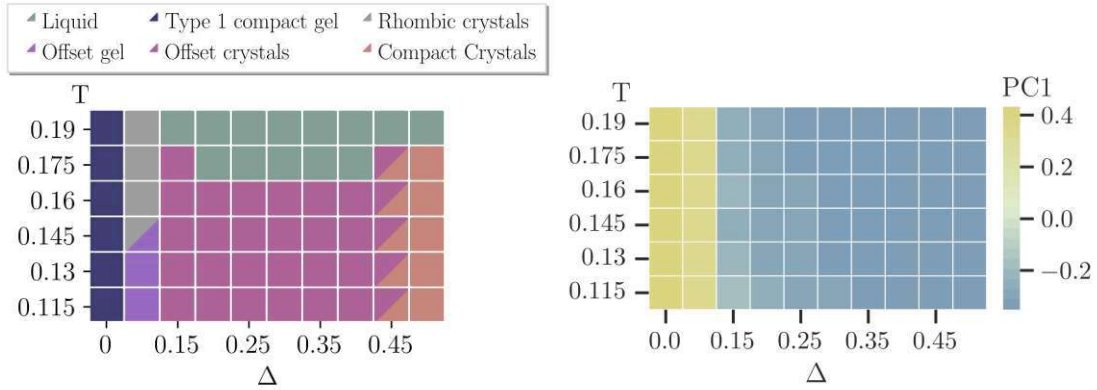 Liquid Type 1 compact gel Rhombic crystals
Offset gel Offset crystals Compact Crystals
T
0.19
0.175
0.16
0.145
0.13
0.115
0 0.15 0.25 0.35 0.45
Δ
T
0.19
0.175
0.16
0.145
0.13
0.115
0.0 0.15 0.25 0.35 0.45
Δ
PC1
0.4
0.2
0.0
−0.2